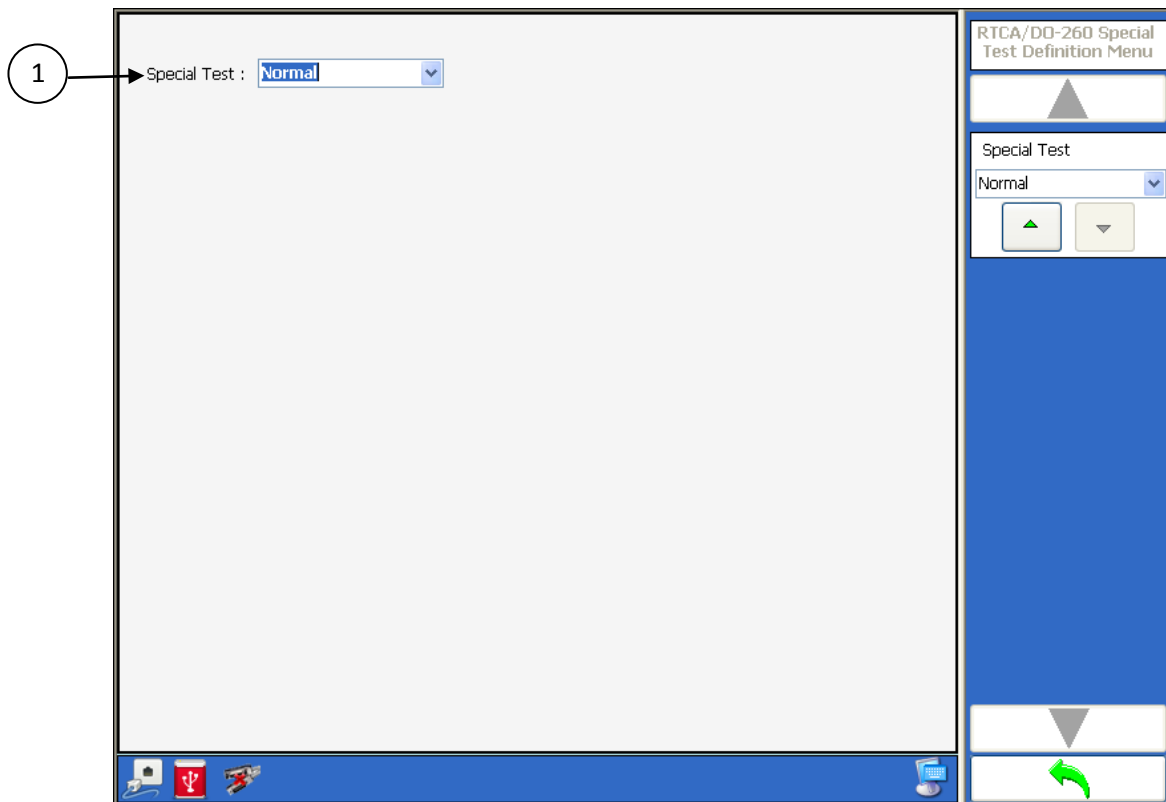 1
Special Test : Normal
RTCA/DO-260 Special
Test Definition Menu
Special Test
Normal